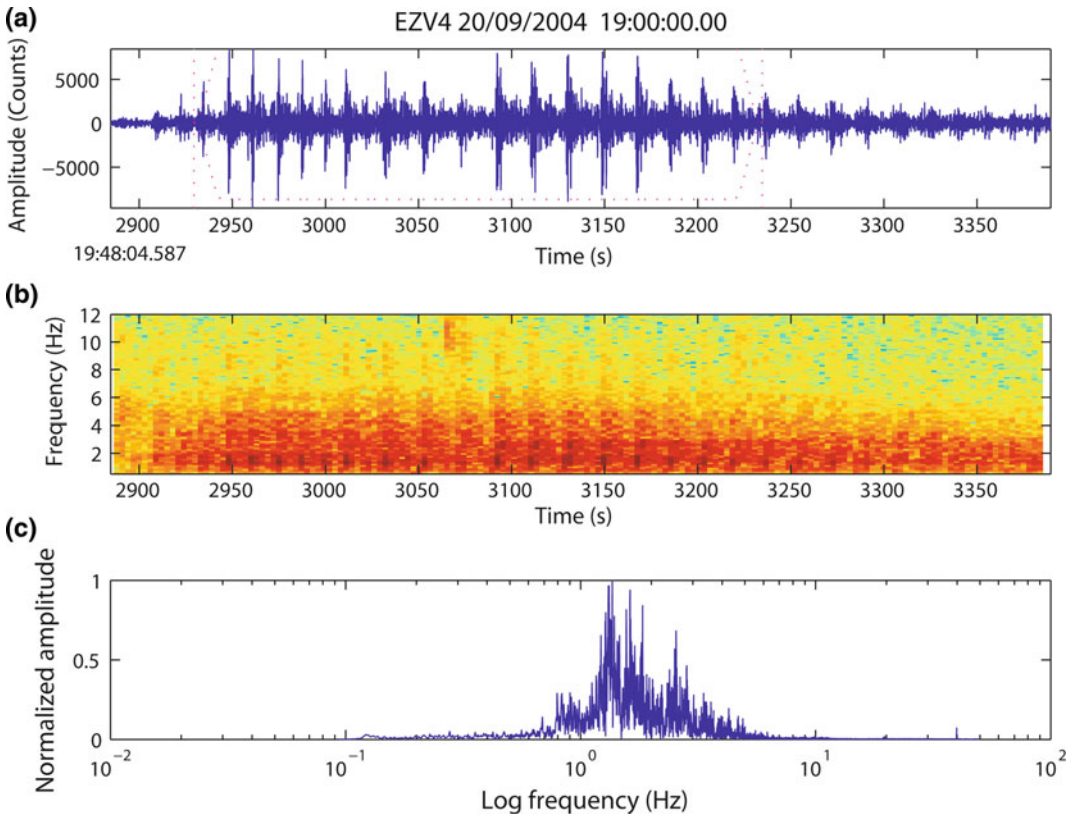 (a)
EZV4 20/09/2004 19:00:00.00
Amplitude (Counts)
5000
0
−5000
2900 2950 3000 3050 3100 3150 3200 3250 3300 3350
19:48:04.587
Time (s)
(b)
Frequency (Hz)
12
10
8
6
4
2
2900 2950 3000 3050 3100 3150 3200 3250 3300 3350
Time (s)
(c)
Normalized amplitude
1
0.5
0
10⁻² 10⁻¹ 10⁰ 10¹ 10²
Log frequency (Hz)